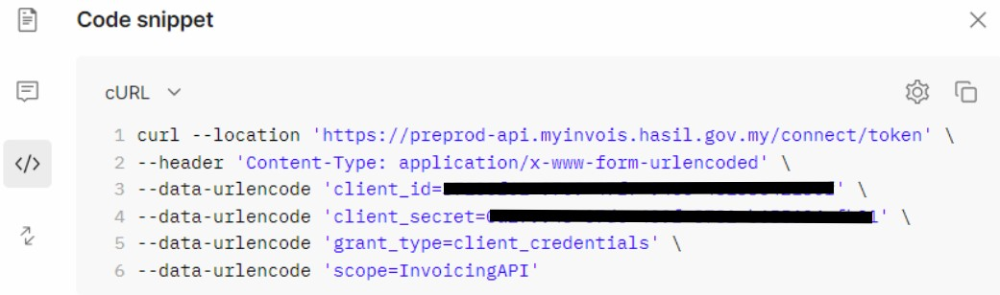 Code snippet
cURL
1 curl --location 'https://preprod-api.myinvois.hasil.gov.my/connect/token' \
2 --header 'Content-Type: application/x-www-form-urlencoded' \
3 --data-urlencode 'client_id=' \
4 --data-urlencode 'client_secret=' \
5 --data-urlencode 'grant_type=client_credentials' \
6 --data-urlencode 'scope=InvoicingAPI'